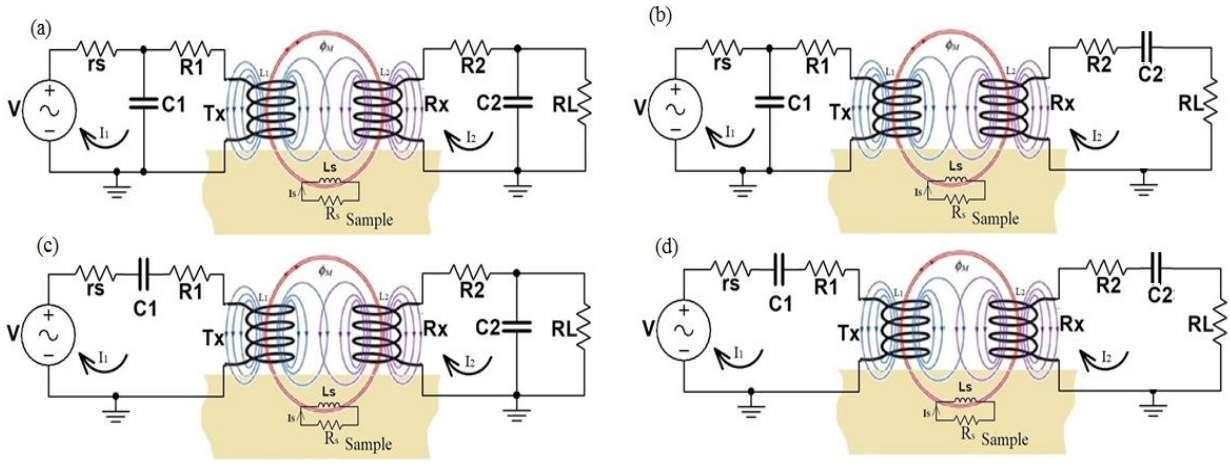 (a)
rs
R1
C1
V
+
−
I1
Tx
L1
ϕM
L2
Rx
R2
C2
RL
I2
Ls
Is
Rs
Sample
(b)
rs
R1
C1
V
+
−
I1
Tx
L1
ϕM
L2
Rx
R2
C2
RL
I2
Ls
Is
Rs
Sample
(c)
rs
C1
R1
V
+
−
I1
Tx
L1
ϕM
L2
Rx
R2
C2
RL
I2
Ls
Is
Rs
Sample
(d)
rs
C1
R1
V
+
−
I1
Tx
L1
ϕM
L2
Rx
R2
C2
RL
I2
Ls
Is
Rs
Sample